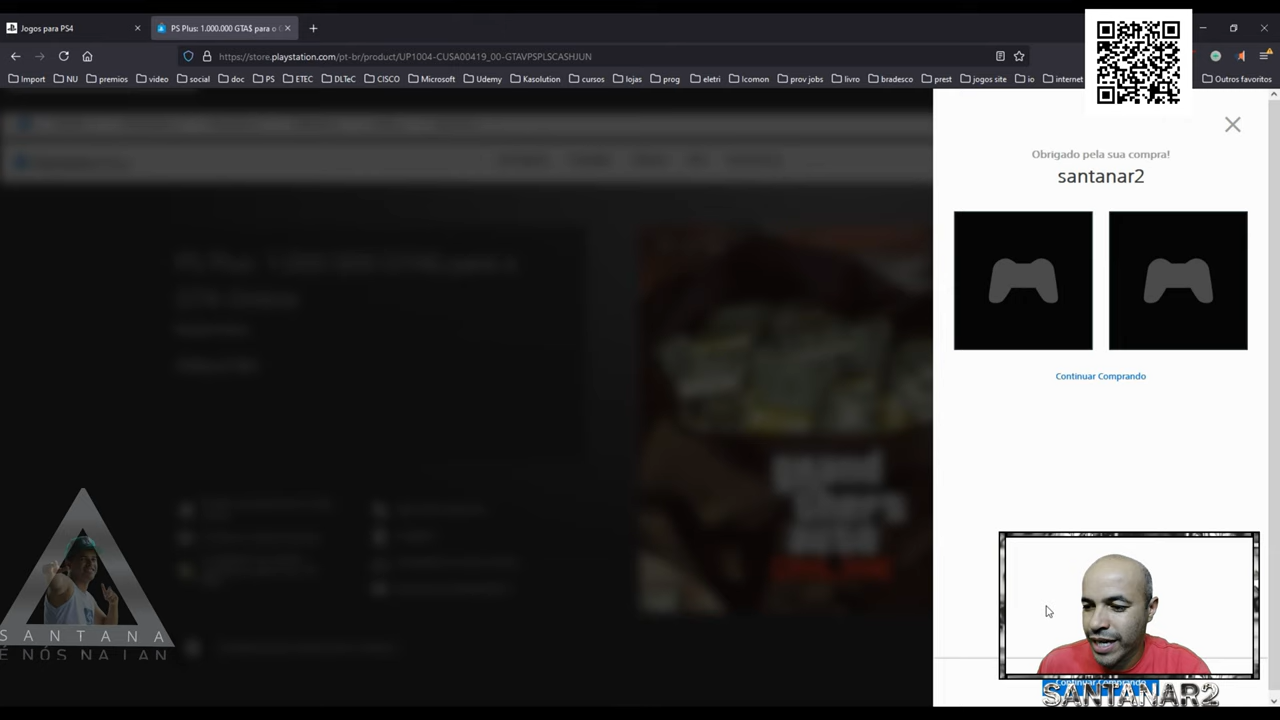 Jogos para PS4
PS Plus: 1.000.000 GTA$ para o
https://store.playstation.com/pt-br/produc
-GTAVPSPLSCASHJUN
Import NU premios video social doc PS ETEC DLTeC CISCO Microsoft Udemy Kasolution cursos lojas prog eletri Icomon prov jobs livro bradesco prest jogos site io internet Outros favoritos
Obrigado pela sua compra!
santanar2
Continuar Comprando
SANTANA
É NÓS NA LAN
Continuar Comprando
SANTANAR2